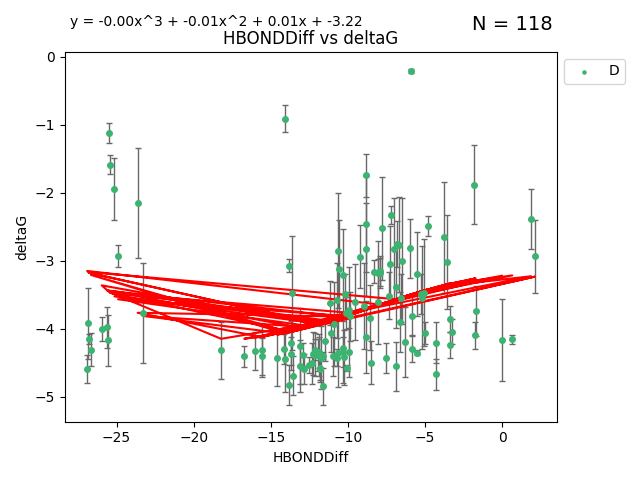 y = -0.00x^3 + -0.01x^2 + 0.01x + -3.22
N = 118
HBONDDiff vs deltaG
D
deltaG
0
−1
−2
−3
−4
−5
−25
−20
−15
−10
−5
0
HBONDDiff